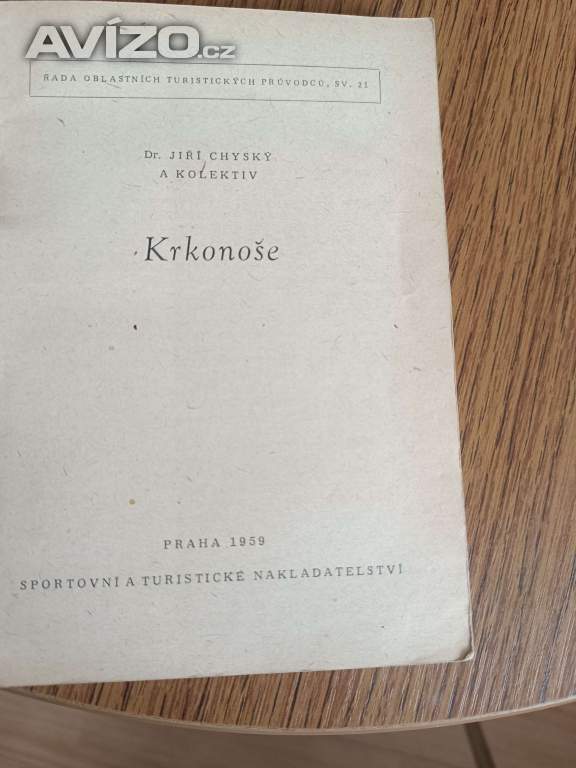 AVÍZO.cz
ŘADA OBLASTNÍCH TURISTICKÝCH PRŮVODCŮ, SV. 21
Dr. JIŘÍ CHYSKÝ
A KOLEKTIV
Krkonoše
PRAHA 1959
SPORTOVNÍ A TURISTICKÉ NAKLADATELSTVÍ